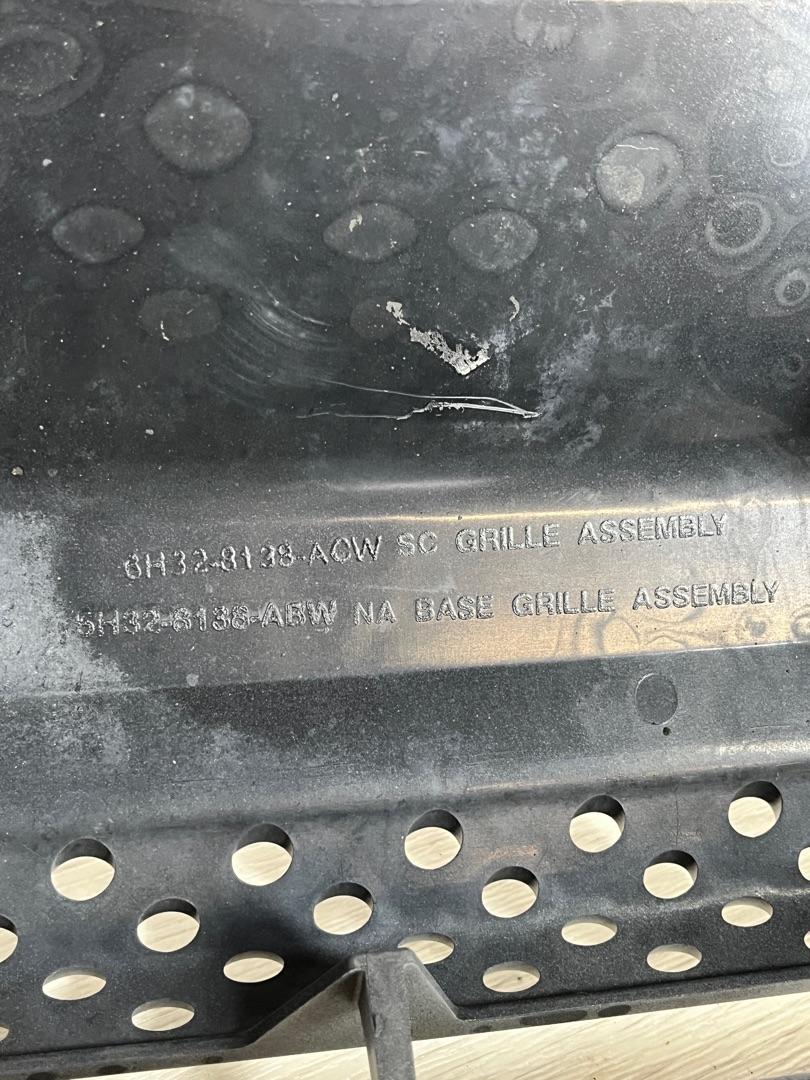 6H32-8138-ACW SC GRILLE ASSEMBLY
5H32-8138-ABW NA BASE GRILLE ASSEMBLY